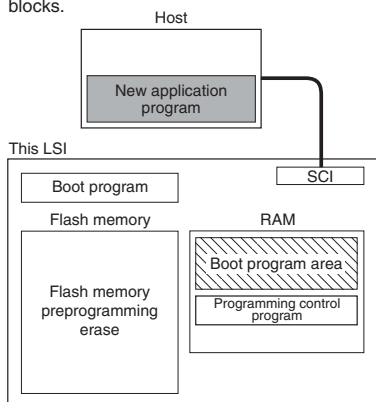 blocks.
Host
New application
program
This LSI
SCI
Boot program
Flash memory
RAM
Flash memory
preprogramming
erase
Boot program area
Programming control
program